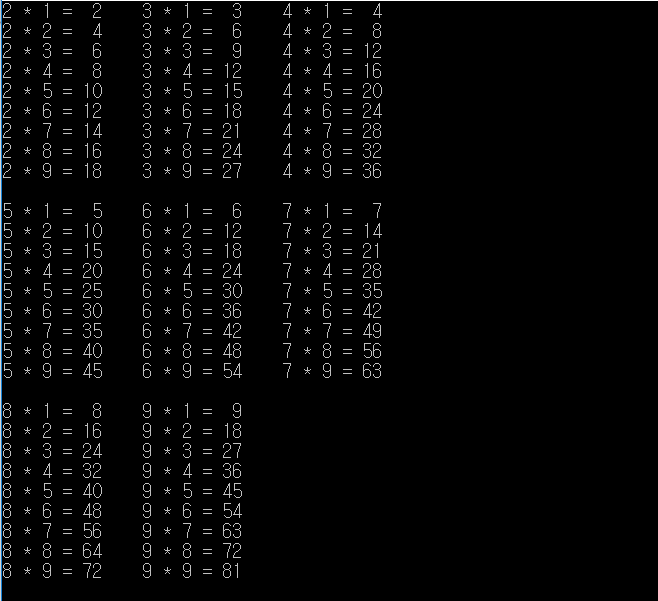 2 * 1 =  2    3 * 1 =  3    4 * 1 =  4
2 * 2 =  4    3 * 2 =  6    4 * 2 =  8
2 * 3 =  6    3 * 3 =  9    4 * 3 = 12
2 * 4 =  8    3 * 4 = 12    4 * 4 = 16
2 * 5 = 10    3 * 5 = 15    4 * 5 = 20
2 * 6 = 12    3 * 6 = 18    4 * 6 = 24
2 * 7 = 14    3 * 7 = 21    4 * 7 = 28
2 * 8 = 16    3 * 8 = 24    4 * 8 = 32
2 * 9 = 18    3 * 9 = 27    4 * 9 = 36

5 * 1 =  5    6 * 1 =  6    7 * 1 =  7
5 * 2 = 10    6 * 2 = 12    7 * 2 = 14
5 * 3 = 15    6 * 3 = 18    7 * 3 = 21
5 * 4 = 20    6 * 4 = 24    7 * 4 = 28
5 * 5 = 25    6 * 5 = 30    7 * 5 = 35
5 * 6 = 30    6 * 6 = 36    7 * 6 = 42
5 * 7 = 35    6 * 7 = 42    7 * 7 = 49
5 * 8 = 40    6 * 8 = 48    7 * 8 = 56
5 * 9 = 45    6 * 9 = 54    7 * 9 = 63

8 * 1 =  8    9 * 1 =  9
8 * 2 = 16    9 * 2 = 18
8 * 3 = 24    9 * 3 = 27
8 * 4 = 32    9 * 4 = 36
8 * 5 = 40    9 * 5 = 45
8 * 6 = 48    9 * 6 = 54
8 * 7 = 56    9 * 7 = 63
8 * 8 = 64    9 * 8 = 72
8 * 9 = 72    9 * 9 = 81